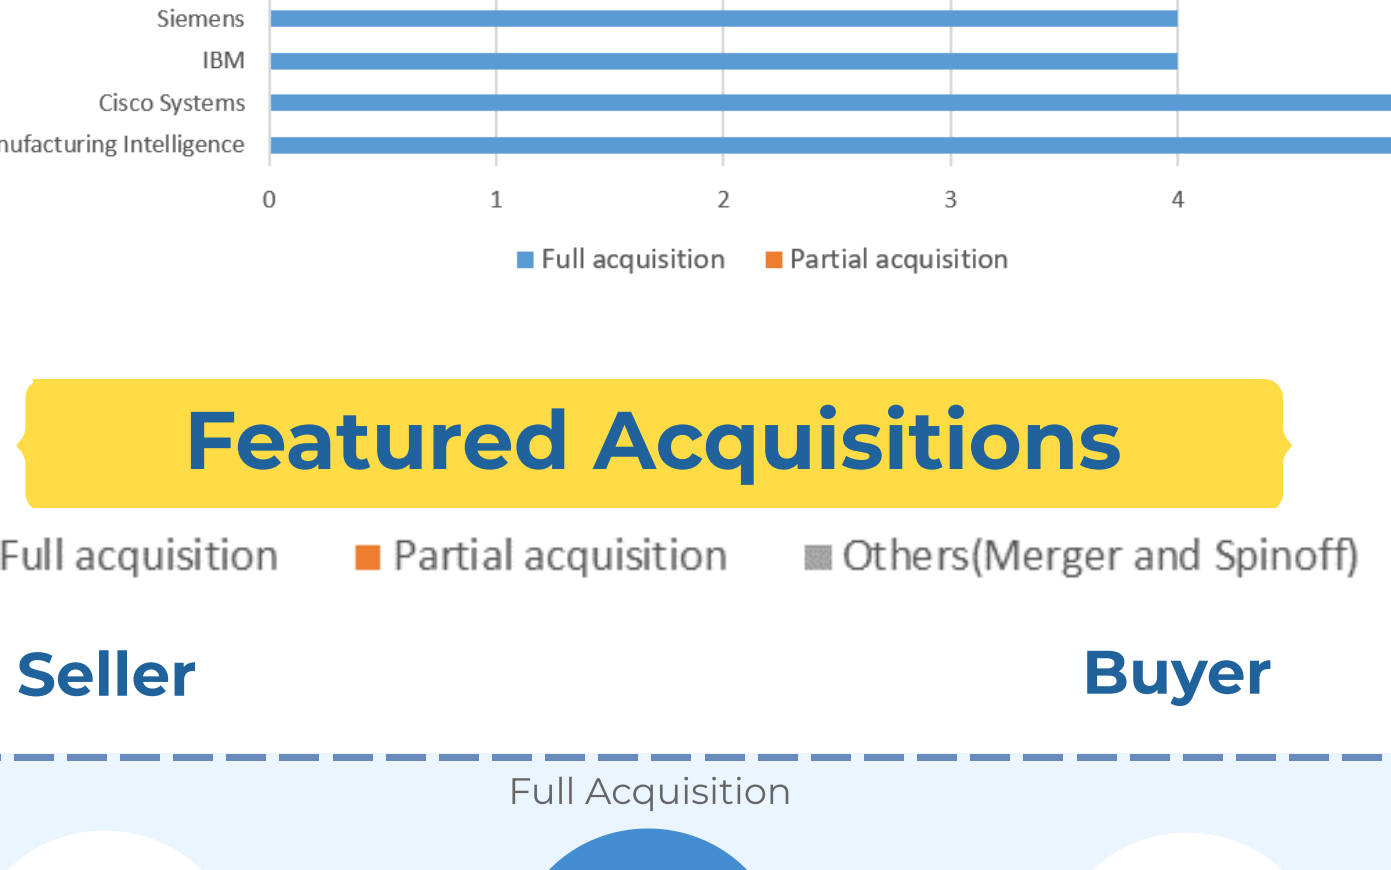 Siemens
IBM
Cisco Systems
Intelligence
0 1 2 3 4
Full acquisition Partial acquisition
Featured Acquisitions
Full acquisition Partial acquisition Others(Merger and Spinoff)
Seller Buyer
Full Acquisition